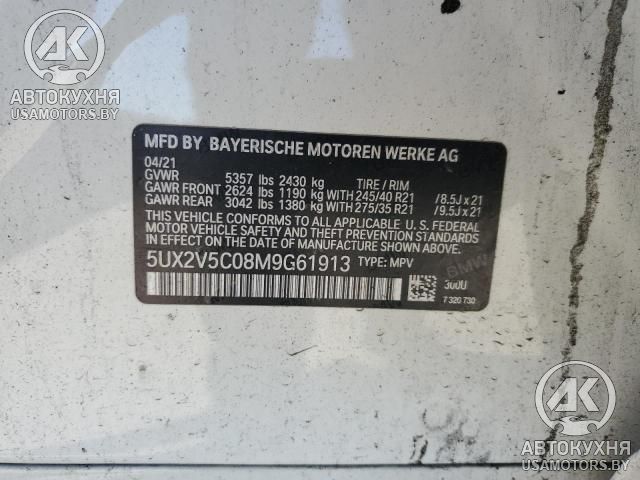 AK
АВТОКУХНЯ
USAMOTORS.BY
MFD BY BAYERISCHE MOTOREN WERKE AG
04/21
GVWR 5357 lbs 2430 kg TIRE / RIM
GAWR FRONT 2624 lbs 1190 kg WITH 245/40 R21 /8.5J x 21
GAWR REAR 3042 lbs 1380 kg WITH 275/35 R21 /9.5J x 21
THIS VEHICLE CONFORMS TO ALL APPLICABLE U. S. FEDERAL
MOTOR VEHICLE SAFETY, BUMPER, AND THEFT PREVENTION
STANDARDS IN EFFECT ON THE DATE OF MANUFACTURE SHOWN ABOVE.
5UX2V5C08M9G61913 TYPE: MPV
BMW
300U
7 320 730
AK
АВТОКУХНЯ
USAMOTORS.BY